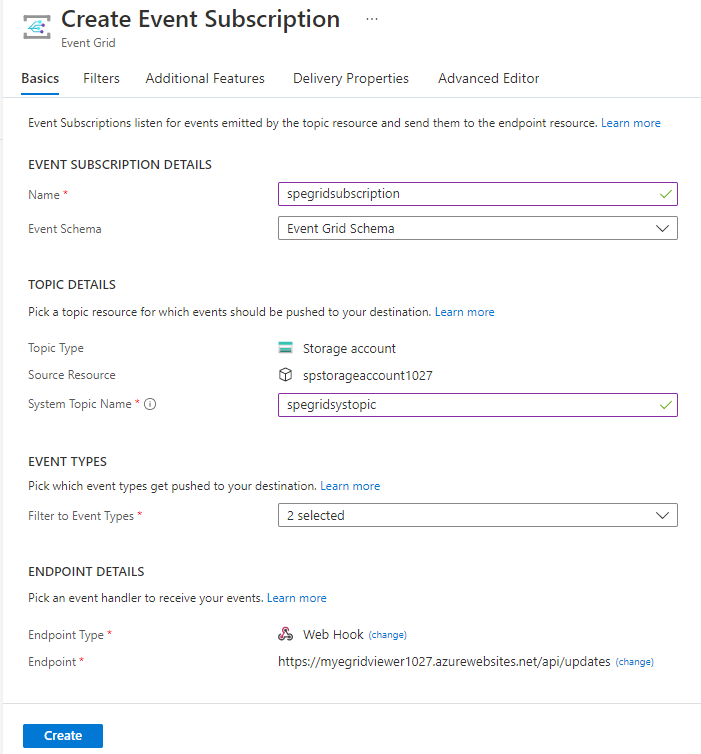 Create Event Subscription ...
Event Grid
Basics Filters Additional Features Delivery Properties Advanced Editor
Event Subscriptions listen for events emitted by the topic resource and send them to the endpoint resource. Learn more
EVENT SUBSCRIPTION DETAILS
Name * spegridsubscription
Event Schema Event Grid Schema
TOPIC DETAILS
Pick a topic resource for which events should be pushed to your destination. Learn more
Topic Type Storage account
Source Resource spstorageaccount1027
System Topic Name * spegridsystopic
EVENT TYPES
Pick which event types get pushed to your destination. Learn more
Filter to Event Types * 2 selected
ENDPOINT DETAILS
Pick an event handler to receive your events. Learn more
Endpoint Type * Web Hook (change)
Endpoint * https://myegridviewer1027.azurewebsites.net/api/updates (change)
Create